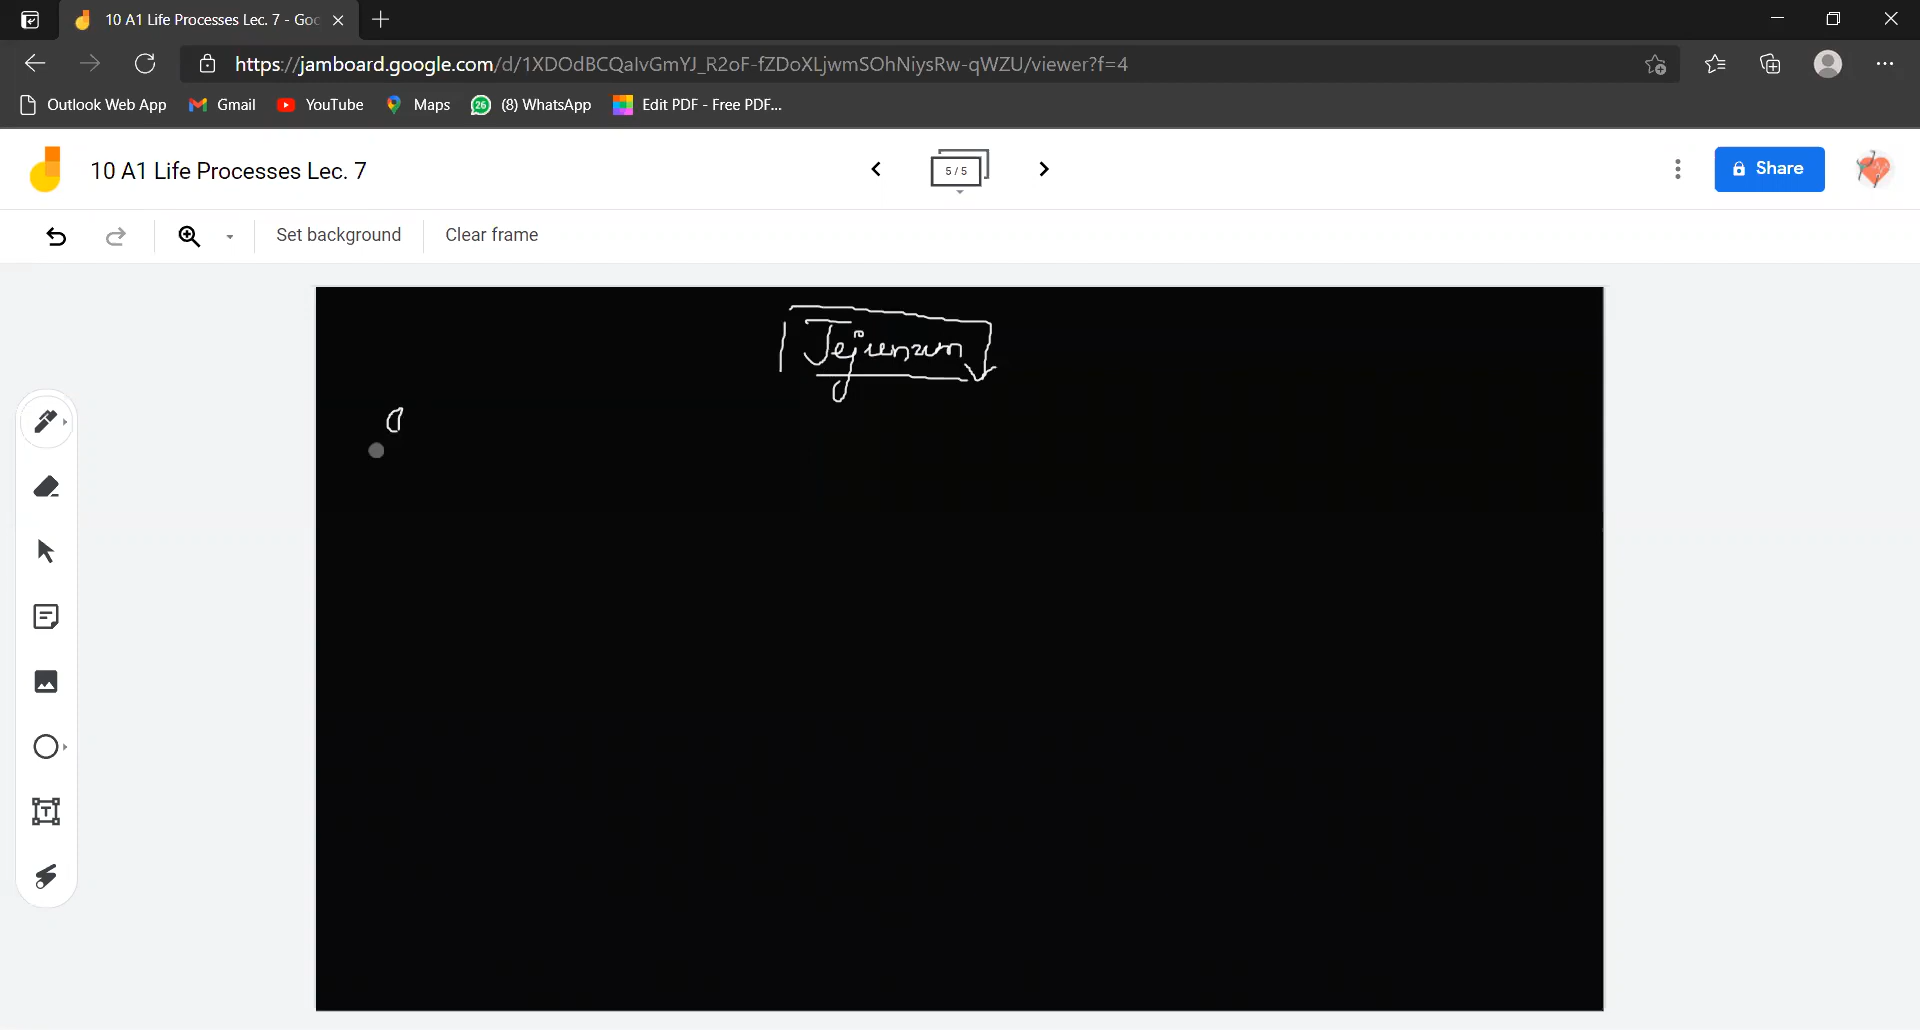 10 A1 Life Processes Lec. 7 - Goo
https://jamboard.google.com/d/1XDOdBCQalvGmYJ_R2oF-fZDoXLjwmSOhNiysRw-qWZU/viewer?f=4
Outlook Web App Gmail YouTube Maps 26 (8) WhatsApp Edit PDF - Free PDF...
10 A1 Life Processes Lec. 7 5 / 5 Share
Set background Clear frame
Jejunum